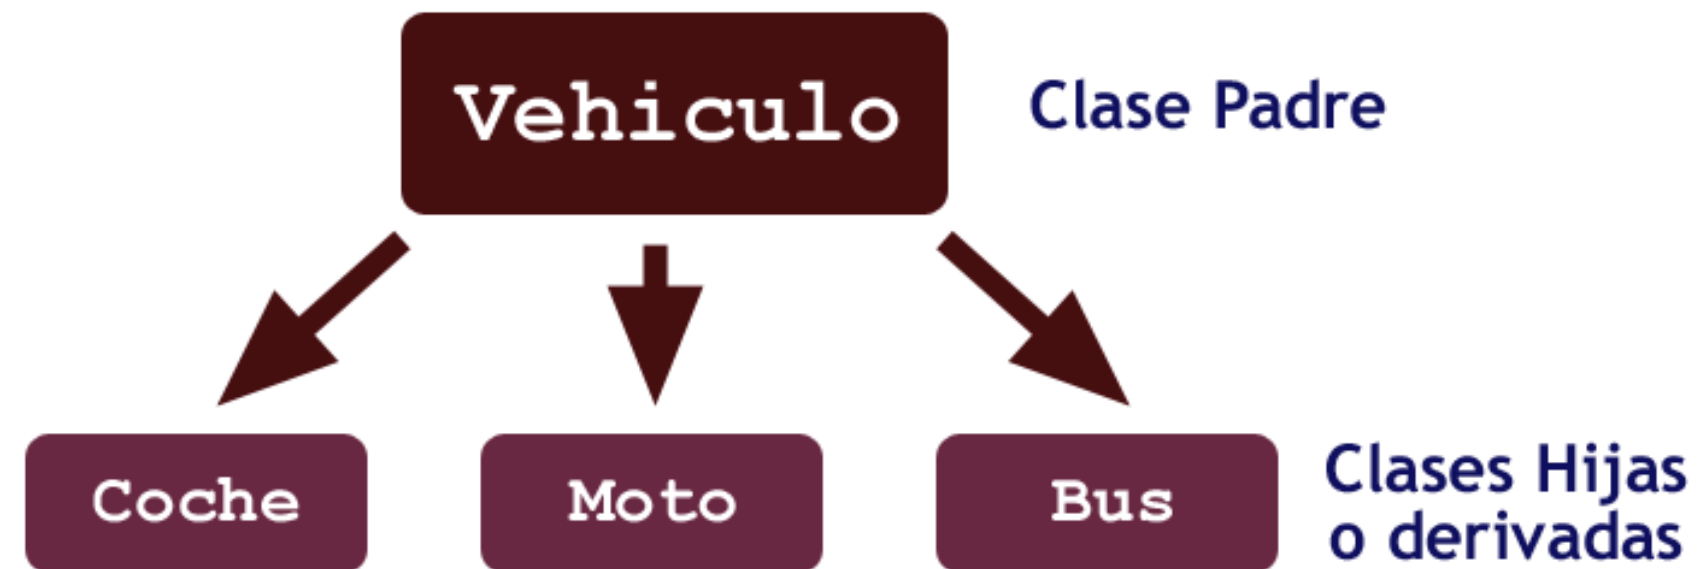 Vehiculo
Clase Padre
Coche
Moto
Bus
Clases Hijas
o derivadas